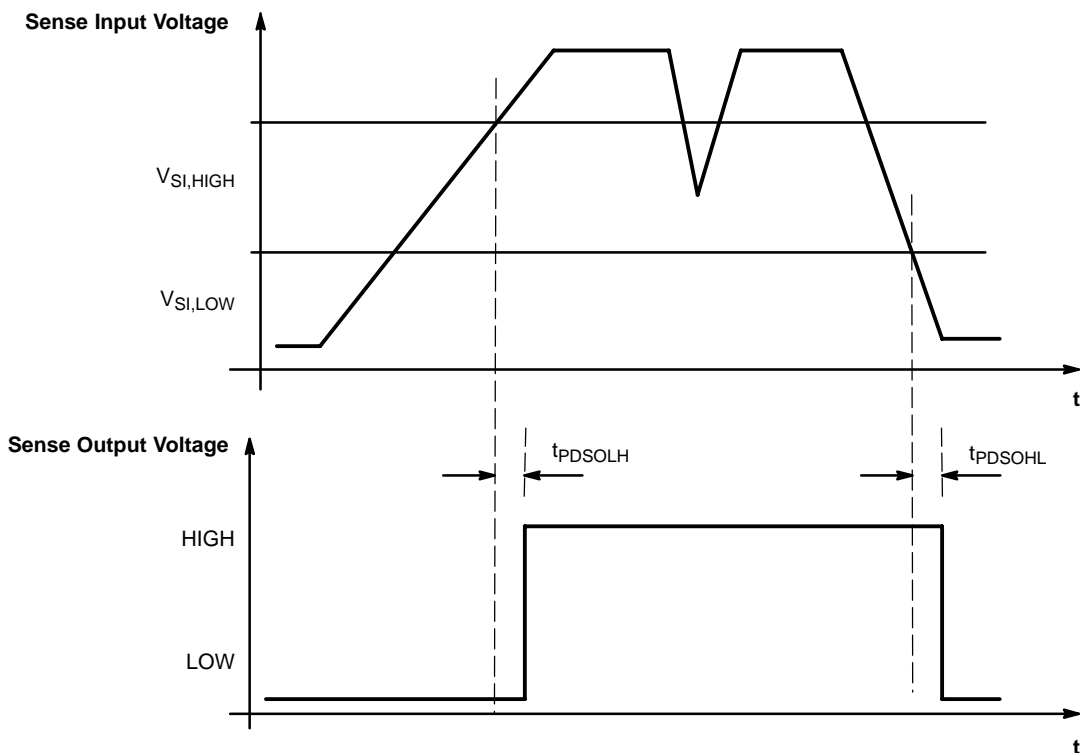 Sense Input Voltage
V_SI,HIGH
V_SI,LOW
t
Sense Output Voltage
t_PDSOLH
t_PDSOHL
HIGH
LOW
t